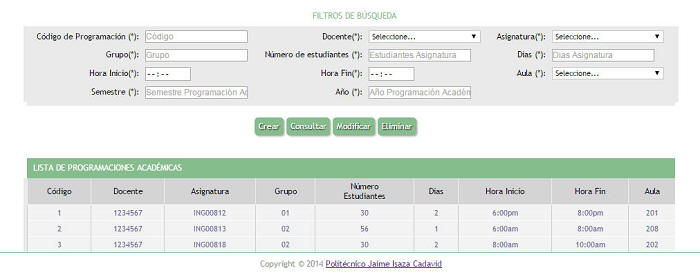 FILTROS DE BÚSQUEDA
Código de Programación (*): Código Docente(*): Seleccione... Asignatura(*): Seleccione...
Grupo(*): Grupo Número de estudiantes (*): Estudiantes Asignatura Dias (*): Dias Asignatura
Hora Inicio(*): --:-- Hora Fin(*): --:-- Aula (*): Seleccione...
Semestre (*): Semestre Programación Ac Año (*): Año Programación Académ
Crear Consultar Modificar Eliminar
LISTA DE PROGRAMACIONES ACADÉMICAS
Código Docente Asignatura Grupo Número Estudiantes Dias Hora Inicio Hora Fin Aula
1 1234567 ING00812 01 30 2 6:00pm 8:00pm 201
2 1234567 ING00813 02 56 1 6:00am 8:00am 208
3 1234567 ING00818 02 30 2 8:00am 10:00am 202
Copyright © 2014 Politécnico Jaime Isaza Cadavid